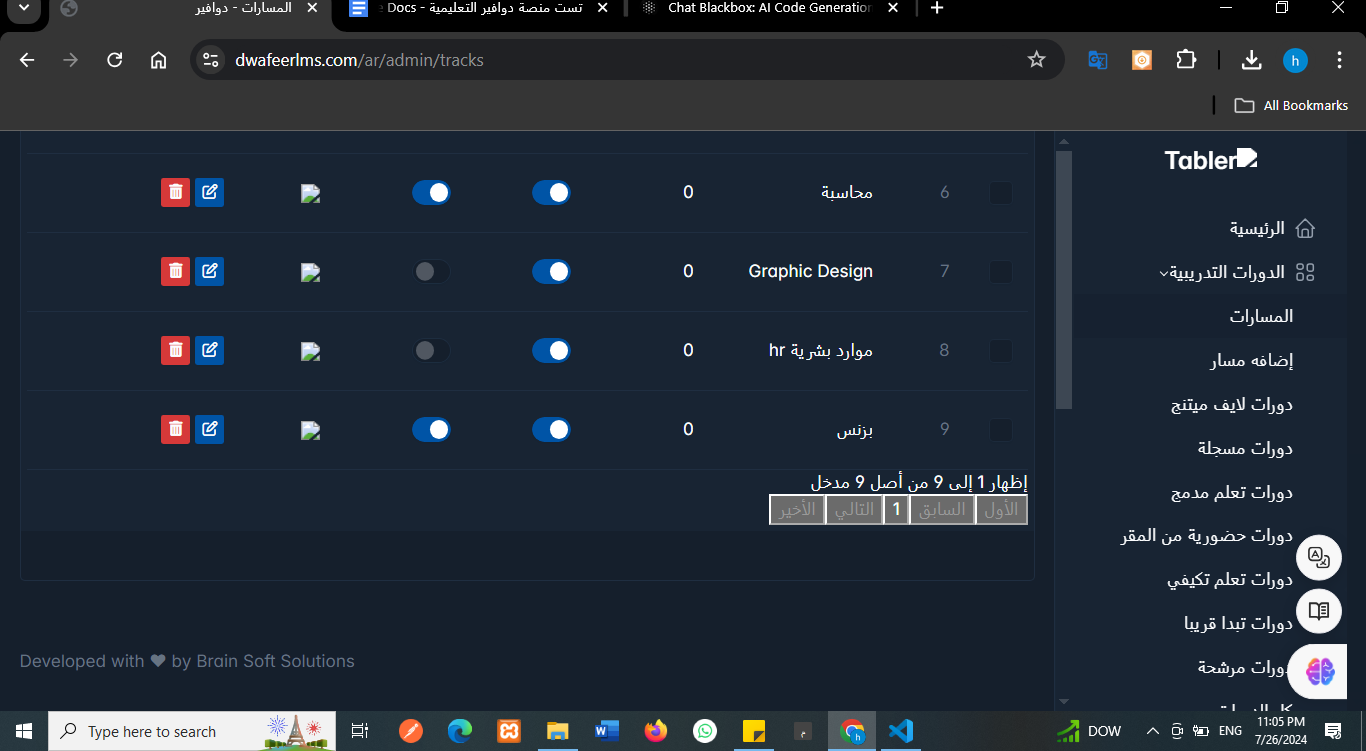 المسارات - دوافير
e Docs - تست منصة دوافير التعليمية
Chat Blackbox: AI Code Generation
dwafeerlms.com/ar/admin/tracks
h
All Bookmarks
Tabler
الرئيسية
الدورات التدريبية
المسارات
إضافه مسار
دورات لايف ميتنج
دورات مسجلة
دورات تعلم مدمج
دورات حضورية من المقر
دورات تعلم تكيفي
دورات تبدا قريبا
دورات مرشحة
6 محاسبة 0
7 Graphic Design 0
8 موارد بشرية hr 0
9 بزنس 0
إظهار 1 إلى 9 من أصل 9 مدخل
الأول السابق 1 التالي الأخير
Developed with ❤ by Brain Soft Solutions
Type here to search
DOW
ENG
11:05 PM
7/26/2024